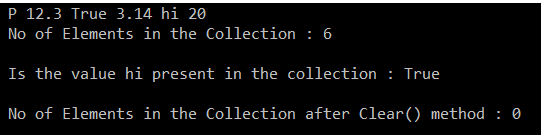 P 12.3 True 3.14 hi 20
No of Elements in the Collection : 6
Is the value hi present in the collection : True
No of Elements in the Collection after Clear() method : 0